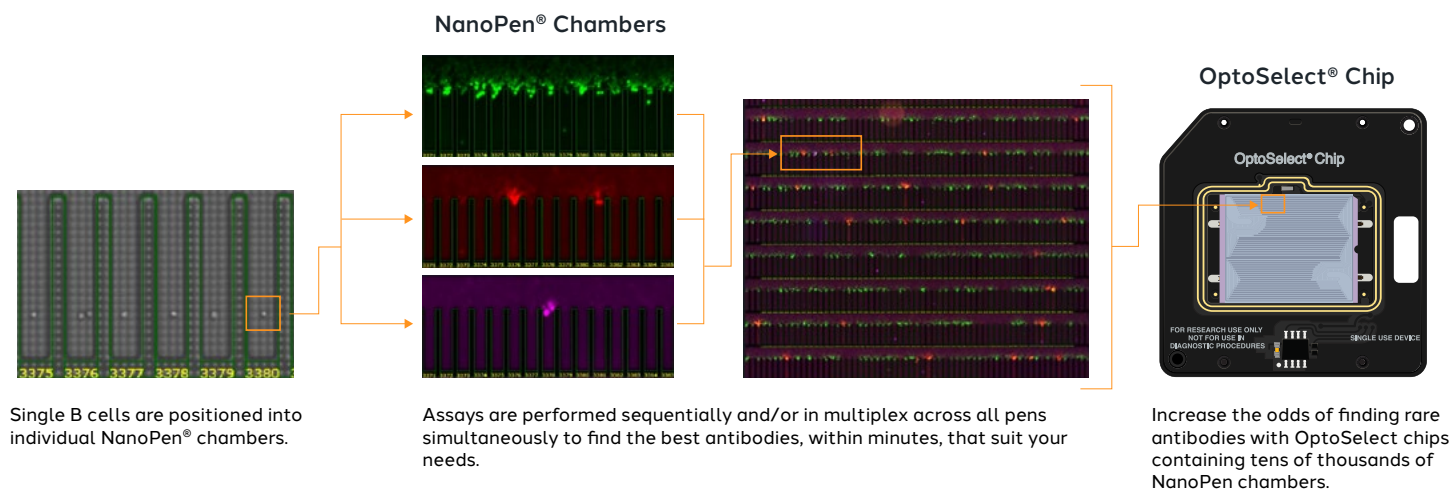 NanoPen® Chambers
OptoSelect® Chip
OptoSelect® Chip
FOR RESEARCH USE ONLY
NOT FOR USE IN
DIAGNOSTIC PROCEDURES
SINGLE USE DEVICE
3375 3376 3377 3378 3379 3380
Single B cells are positioned into
individual NanoPen® chambers.
Assays are performed sequentially and/or in multiplex across all pens
simultaneously to find the best antibodies, within minutes, that suit your
needs.
Increase the odds of finding rare
antibodies with OptoSelect chips
containing tens of thousands of
NanoPen chambers.